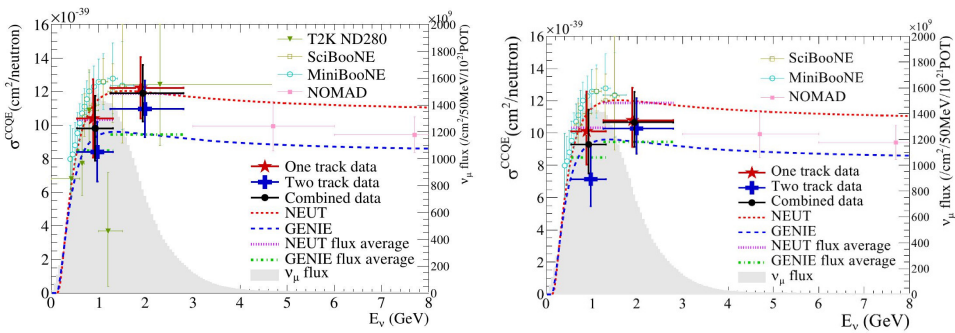 ×10⁻³⁹
×10⁹
σ^CCQE (cm²/neutron)
16
14
12
10
8
6
4
2
0
T2K ND280
SciBooNE
MiniBooNE
NOMAD
One track data
Two track data
Combined data
NEUT
GENIE
NEUT flux average
GENIE flux average
ν_μ flux
2000
1800
1600
1400
1200
1000
800
600
400
200
0
ν_μ flux (/cm²/50MeV/10²¹POT)
0 1 2 3 4 5 6 7 8
E_ν (GeV)
×10⁻³⁹
×10⁹
σ^CCQE (cm²/neutron)
16
14
12
10
8
6
4
2
0
SciBooNE
MiniBooNE
NOMAD
One track data
Two track data
Combined data
NEUT
GENIE
NEUT flux average
GENIE flux average
ν_μ flux
2000
1800
1600
1400
1200
1000
800
600
400
200
0
ν_μ flux (/cm²/50MeV/10²¹POT)
0 1 2 3 4 5 6 7 8
E_ν (GeV)